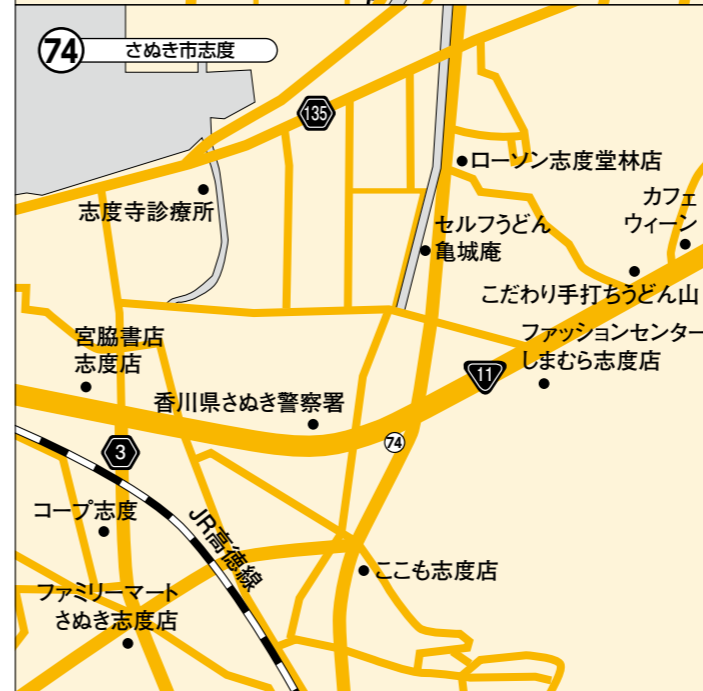 74 さぬき市志度
135
ローソン志度堂林店
志度寺診療所
カフェ
ウィーン
セルフうどん
亀城庵
こだわり手打ちうどん山
宮脇書店
志度店
ファッションセンター
しまむら志度店
11
香川県さぬき警察署
74
3
コープ志度
JR高徳線
ここも志度店
ファミリーマート
さぬき志度店